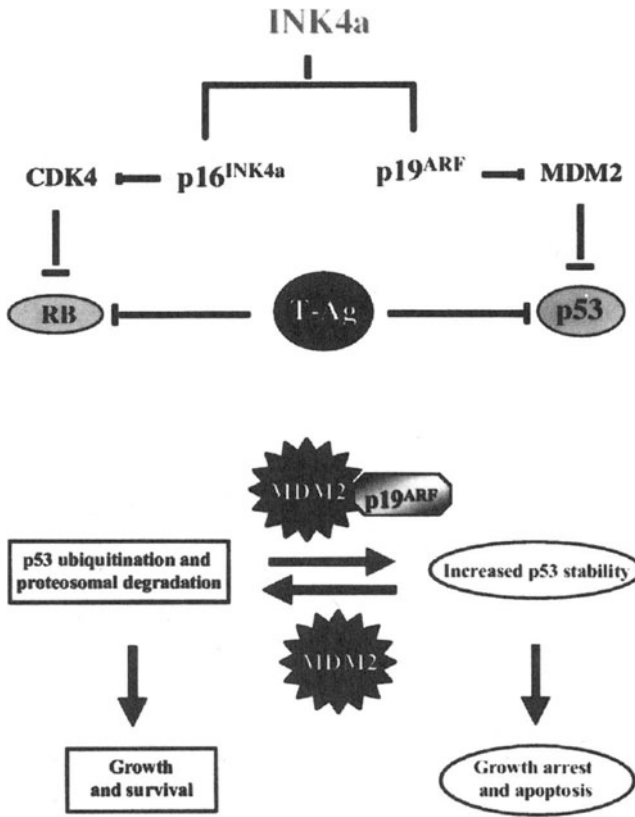 INK4a
CDK4 p16INK4a p19ARF MDM2
RB T-Ag p53
MDM2 p19ARF
p53 ubiquitination and
proteosomal degradation
Increased p53 stability
MDM2
Growth
and survival
Growth arrest
and apoptosis